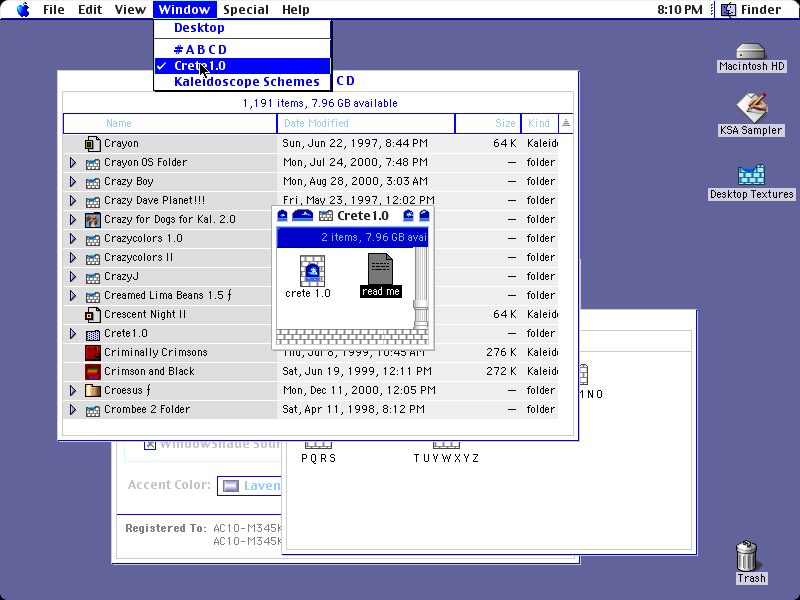 File Edit View Window Special Help 8:10 PM Finder
Desktop
# A B C D
✓ Crete1.0
Kaleidoscope Schemes
C D
1,191 items, 7.96 GB available
Name Date Modified Size Kind
Crayon Sun, Jun 22, 1997, 8:44 PM 64 K Kaleid
Crayon OS Folder Mon, Jul 24, 2000, 7:48 PM — folder
Crazy Boy Mon, Aug 28, 2000, 3:03 AM — folder
Crazy Dave Planet!!! Fri, May 23, 1997, 12:02 PM — folder
Crazy for Dogs for Kal. 2.0 — folder
Crazycolors 1.0 — folder
Crazycolors II — folder
CrazyJ — folder
Creamed Lima Beans 1.5 ƒ — folder
Crescent Night II 64 K Kaleid
Crete1.0 — folder
Criminally Crimsons Thu, Jul 8, 1999, 10:45 AM 276 K Kaleid
Crimson and Black Sat, Jun 19, 1999, 12:11 PM 272 K Kaleid
Croesus ƒ Mon, Dec 11, 2000, 12:05 PM — folder
Crombee 2 Folder Sat, Apr 11, 1998, 8:12 PM — folder
Crete1.0
2 items, 7.96 GB avai
crete 1.0 read me
N O
P Q R S T U V W X Y Z
WindowShade Soun
Accent Color: Laven
Registered To: AC10-M345K
AC10-M345K
Macintosh HD
KSA Sampler
Desktop Textures
Trash